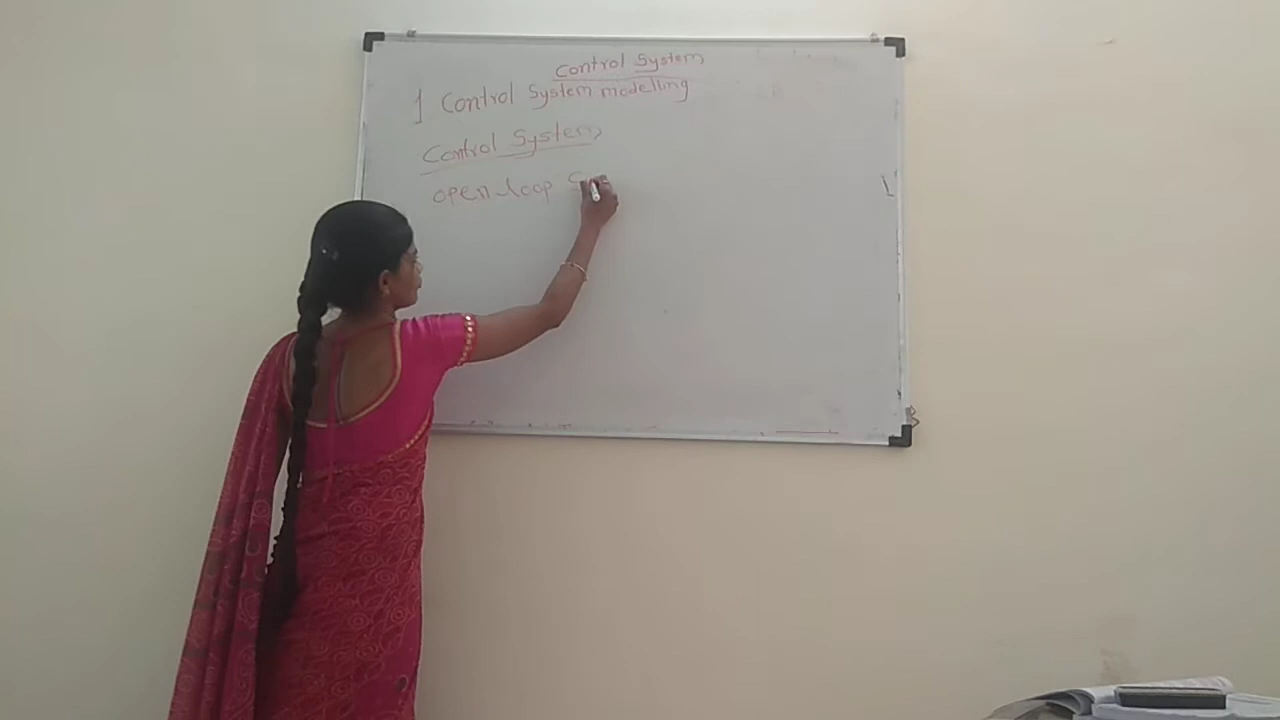 Control System
1 Control System modelling
Control System
open-loop